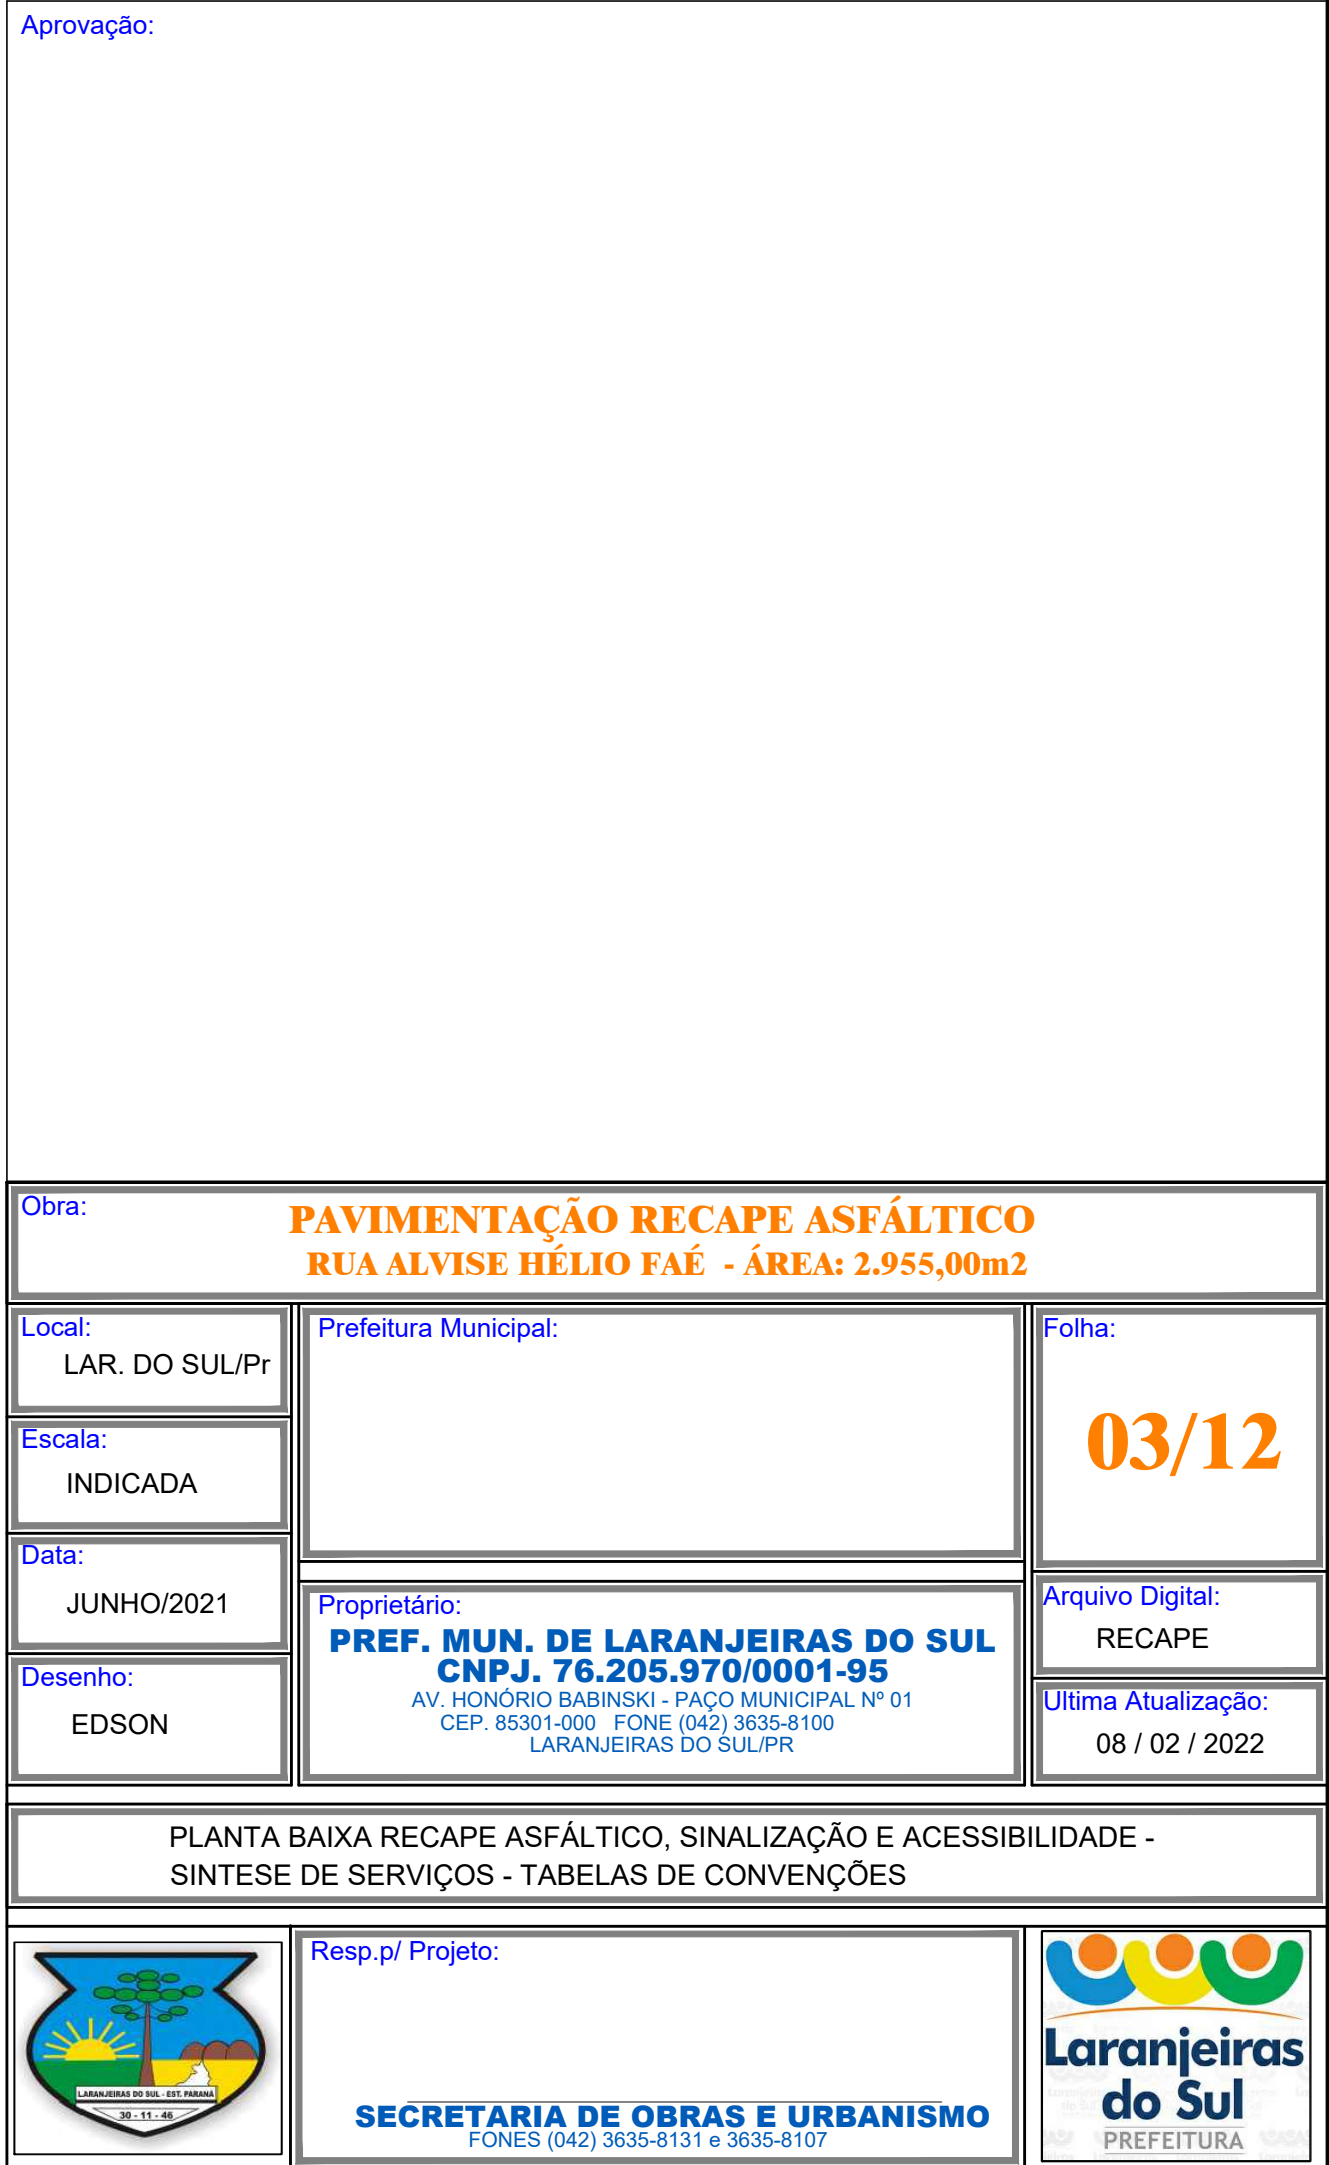 Aprovação:
Obra:
PAVIMENTAÇÃO RECAPE ASFÁLTICO
RUA ALVISE HÉLIO FAÉ - ÁREA: 2.955,00m2
Local:
LAR. DO SUL/Pr
Prefeitura Municipal:
Folha:
03/12
Escala:
INDICADA
Data:
JUNHO/2021
Proprietário:
PREF. MUN. DE LARANJEIRAS DO SUL
CNPJ. 76.205.970/0001-95
AV. HONÓRIO BABINSKI - PAÇO MUNICIPAL Nº 01
CEP. 85301-000 FONE (042) 3635-8100
LARANJEIRAS DO SUL/PR
Arquivo Digital:
RECAPE
Desenho:
EDSON
Ultima Atualização:
08 / 02 / 2022
PLANTA BAIXA RECAPE ASFÁLTICO, SINALIZAÇÃO E ACESSIBILIDADE -
SINTESE DE SERVIÇOS - TABELAS DE CONVENÇÕES
LARANJEIRAS DO SUL - EST. PARANÁ
30 - 11 - 46
Resp.p/ Projeto:
SECRETARIA DE OBRAS E URBANISMO
FONES (042) 3635-8131 e 3635-8107
Laranjeiras
do Sul
PREFEITURA